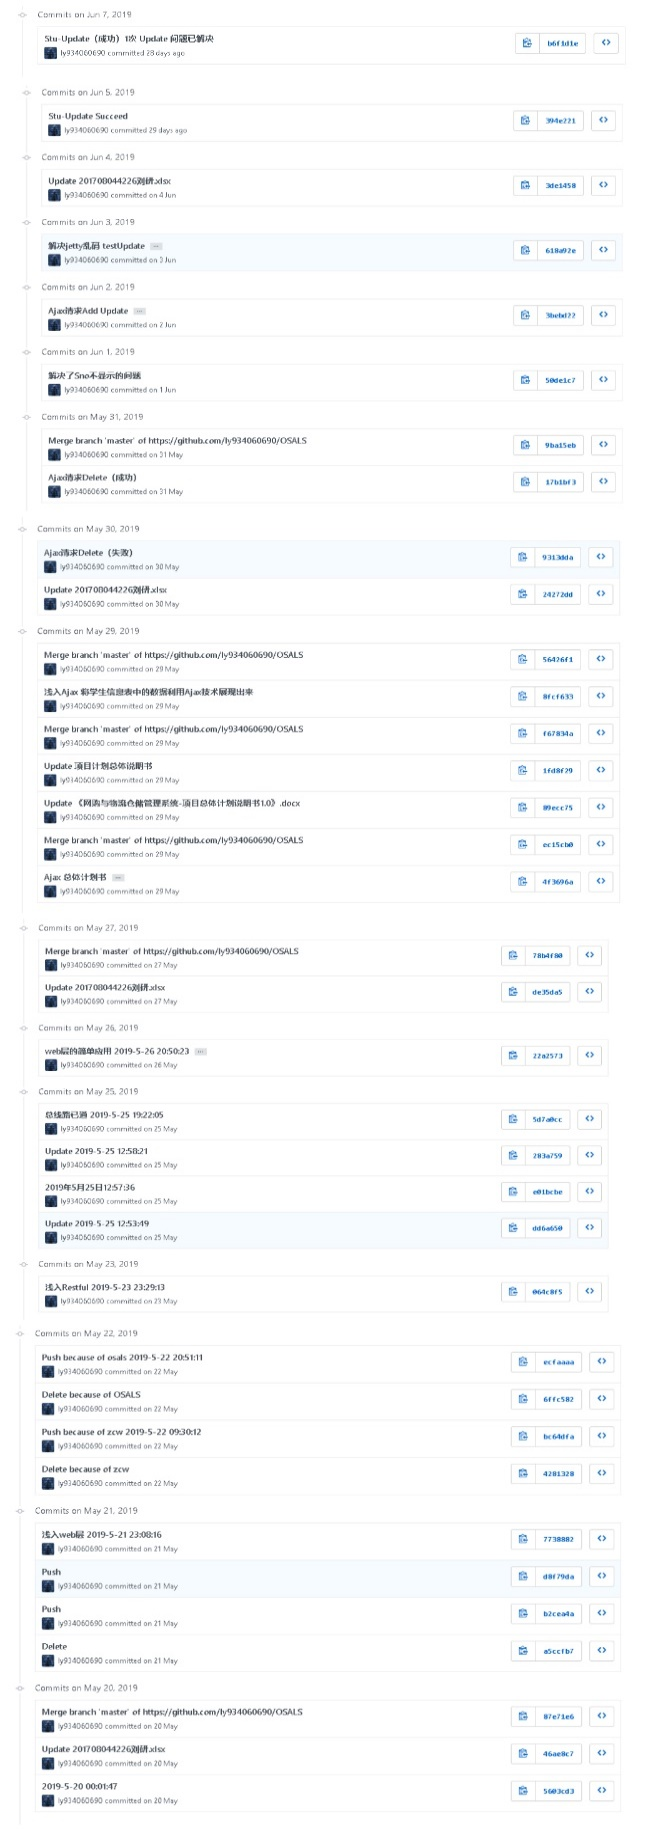 Commits on Jun 7, 2019
Stu-Update（成功）1次 Update 问题已解决
ly934060690 committed 28 days ago
b6f1d1e
Commits on Jun 5, 2019
Stu-Update Succeed
ly934060690 committed 29 days ago
394e221
Commits on Jun 4, 2019
Update 201708044226刘研.xlsx
ly934060690 committed on 4 Jun
3de1458
Commits on Jun 3, 2019
解决jetty乱码 testUpdate
ly934060690 committed on 3 Jun
618a92e
Commits on Jun 2, 2019
Ajax请求Add Update
ly934060690 committed on 2 Jun
3bebd22
Commits on Jun 1, 2019
解决了Sno不显示的问题
ly934060690 committed on 1 Jun
50de1c7
Commits on May 31, 2019
Merge branch 'master' of https://github.com/ly934060690/OSALS
ly934060690 committed on 31 May
9ba15eb
Ajax请求Delete（成功）
ly934060690 committed on 31 May
17b1bf3
Commits on May 30, 2019
Ajax请求Delete（失败）
ly934060690 committed on 30 May
9313dda
Update 201708044226刘研.xlsx
ly934060690 committed on 30 May
24272dd
Commits on May 29, 2019
Merge branch 'master' of https://github.com/ly934060690/OSALS
ly934060690 committed on 29 May
56426f1
浅入Ajax 将学生信息表中的数据利用Ajax技术展现出来
ly934060690 committed on 29 May
8fcf633
Merge branch 'master' of https://github.com/ly934060690/OSALS
ly934060690 committed on 29 May
f67834a
Update 项目计划总体说明书
ly934060690 committed on 29 May
1fd8f29
Update 《网购与物流仓储管理系统-项目总体计划说明书1.0》.docx
ly934060690 committed on 29 May
89ecc75
Merge branch 'master' of https://github.com/ly934060690/OSALS
ly934060690 committed on 29 May
ec15cb0
Ajax 总体计划书
ly934060690 committed on 29 May
4f3696a
Commits on May 27, 2019
Merge branch 'master' of https://github.com/ly934060690/OSALS
ly934060690 committed on 27 May
78b4f80
Update 201708044226刘研.xlsx
ly934060690 committed on 27 May
de35da5
Commits on May 26, 2019
web层的简单应用 2019-5-26 20:50:23
ly934060690 committed on 26 May
22a2573
Commits on May 25, 2019
总线路已通 2019-5-25 19:22:05
ly934060690 committed on 25 May
5d7a0cc
Update 2019-5-25 12:58:21
ly934060690 committed on 25 May
283a759
2019年5月25日12:57:36
ly934060690 committed on 25 May
e01bcbe
Update 2019-5-25 12:53:49
ly934060690 committed on 25 May
dd6a650
Commits on May 23, 2019
浅入Restful 2019-5-23 23:29:13
ly934060690 committed on 23 May
064c8f5
Commits on May 22, 2019
Push because of osals 2019-5-22 20:51:11
ly934060690 committed on 22 May
ecfaaaa
Delete because of OSALS
ly934060690 committed on 22 May
6ffc582
Push because of zcw 2019-5-22 09:30:12
ly934060690 committed on 22 May
bc64dfa
Delete because of zcw
ly934060690 committed on 22 May
4281328
Commits on May 21, 2019
浅入web层 2019-5-21 23:08:16
ly934060690 committed on 21 May
7738882
Push
ly934060690 committed on 21 May
d8f79da
Push
ly934060690 committed on 21 May
b2cea4a
Delete
ly934060690 committed on 21 May
a5ccfb7
Commits on May 20, 2019
Merge branch 'master' of https://github.com/ly934060690/OSALS
ly934060690 committed on 20 May
87e71e6
Update 201708044226刘研.xlsx
ly934060690 committed on 20 May
46ae8c7
2019-5-20 00:01:47
ly934060690 committed on 20 May
5603cd3